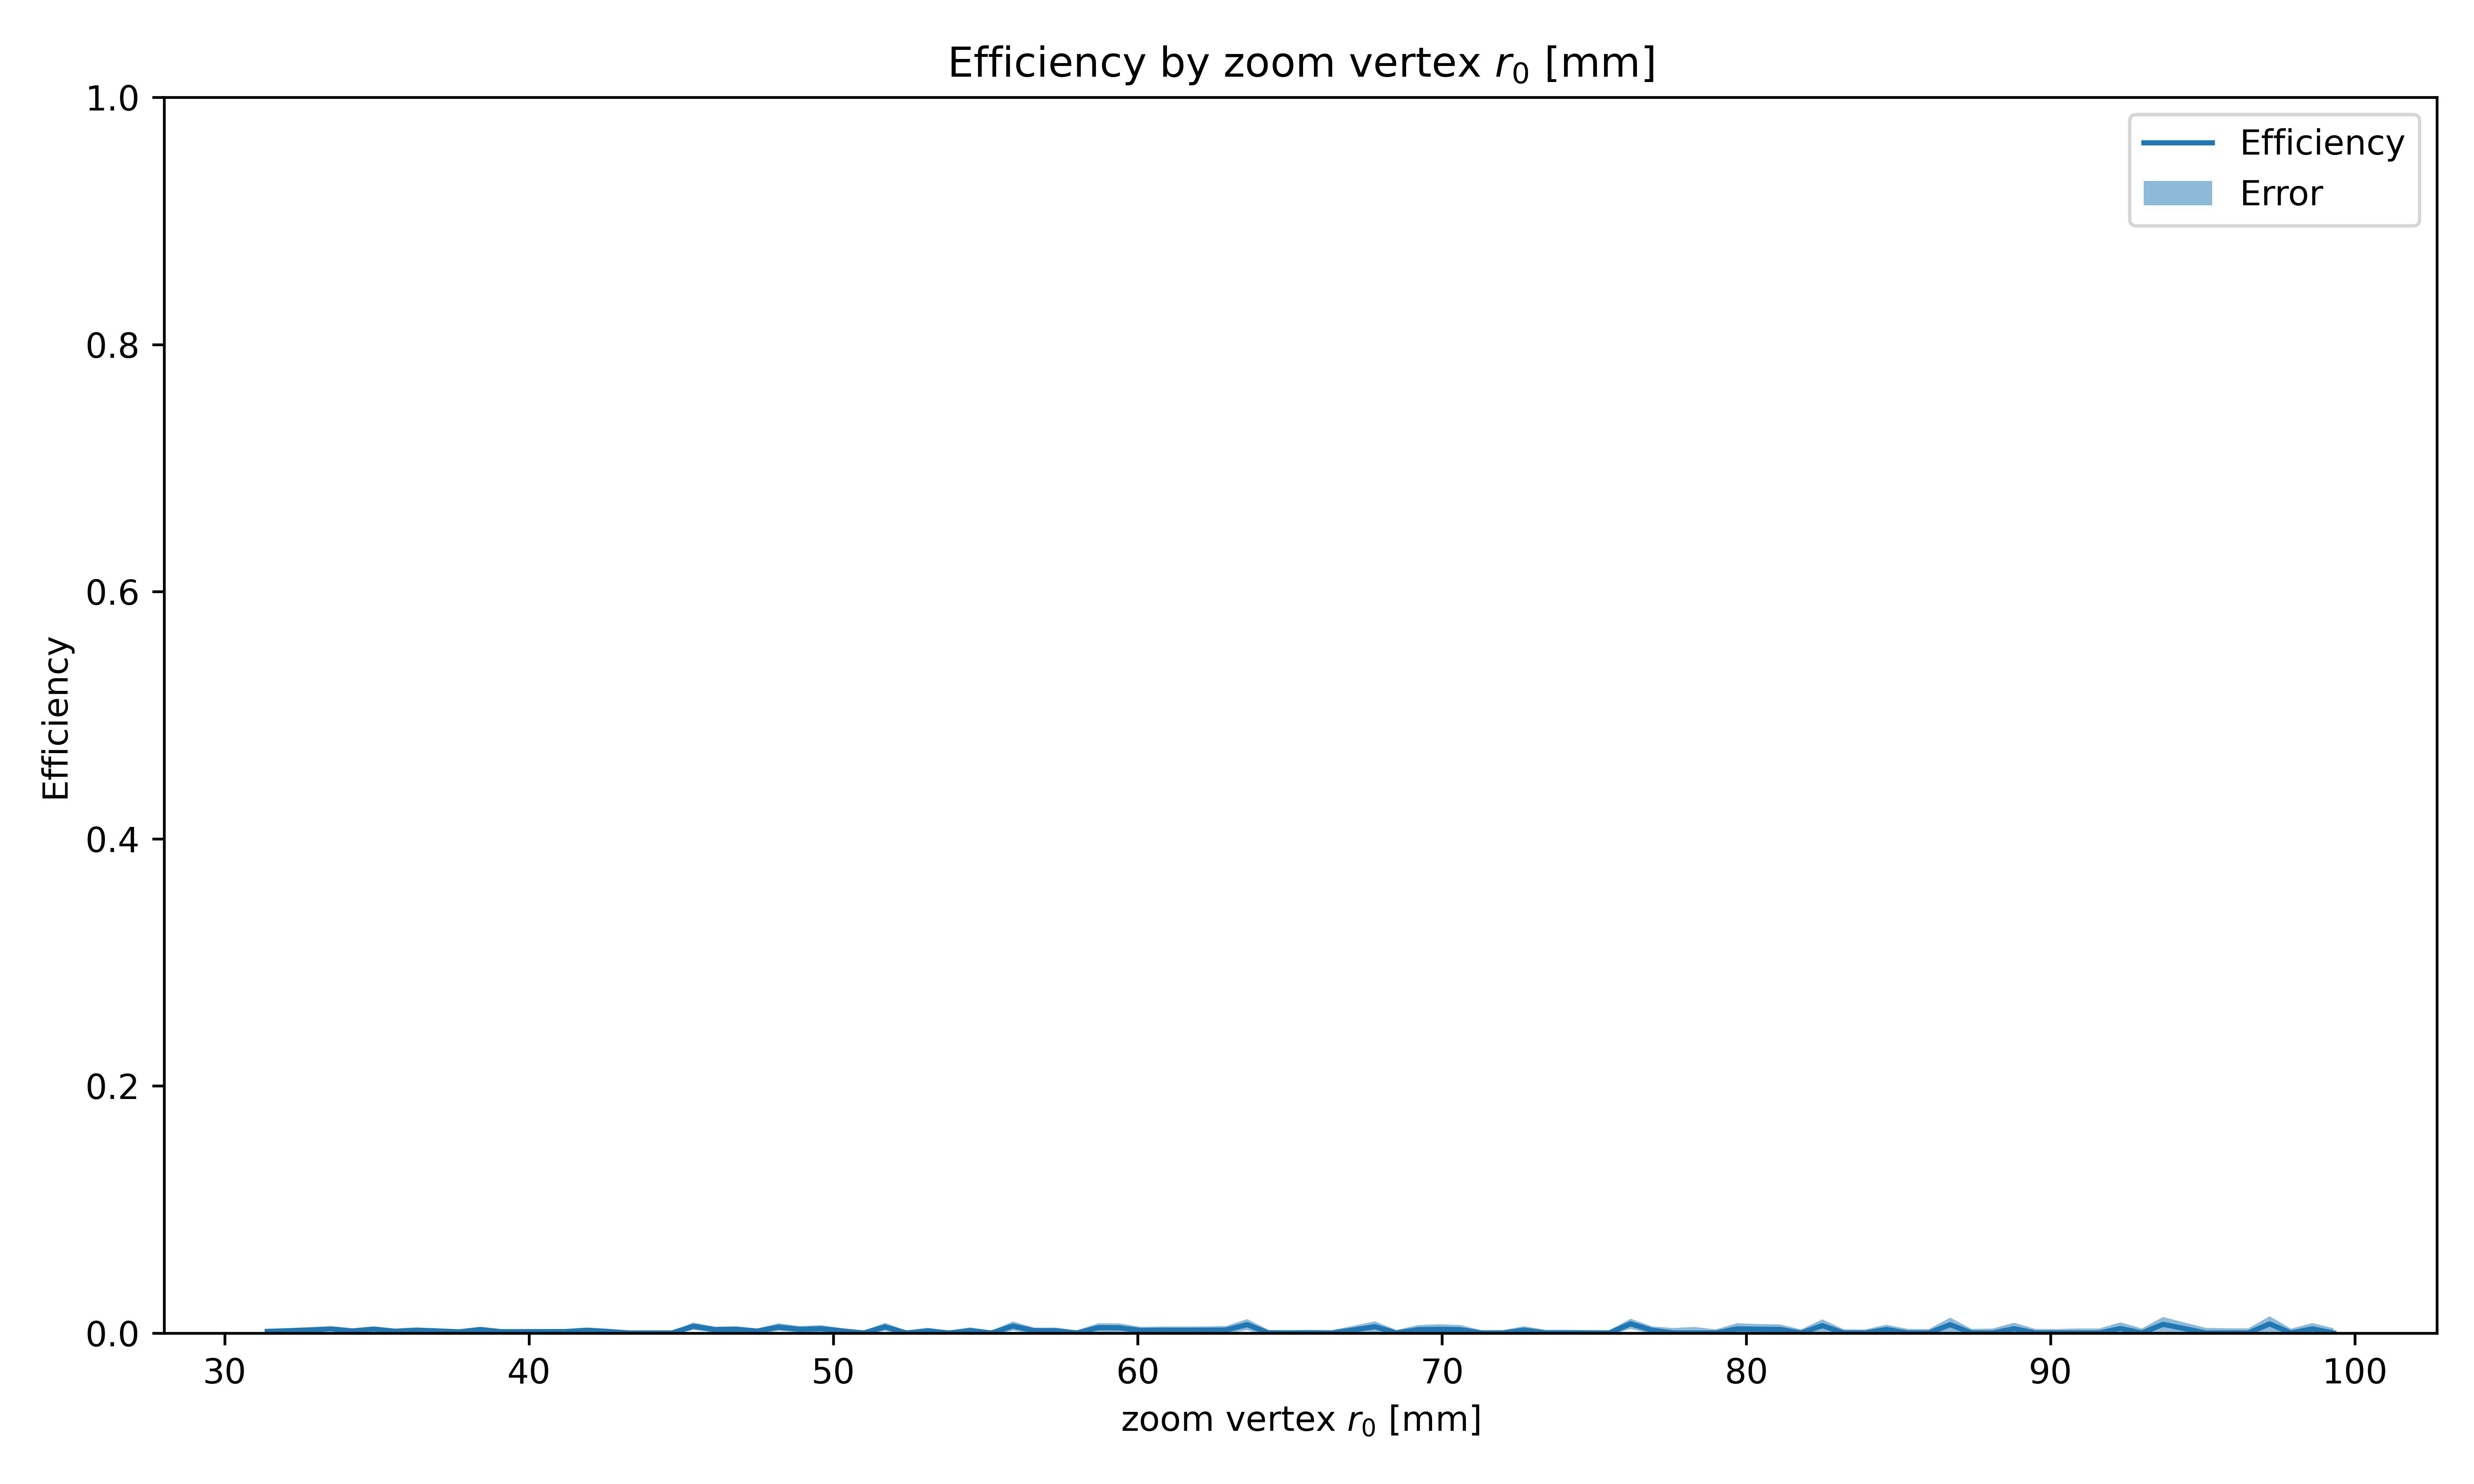 Efficiency by zoom vertex r₀ [mm]
1.0
0.8
0.6
0.4
0.2
0.0
Efficiency
Efficiency
Error
30 40 50 60 70 80 90 100
zoom vertex r₀ [mm]